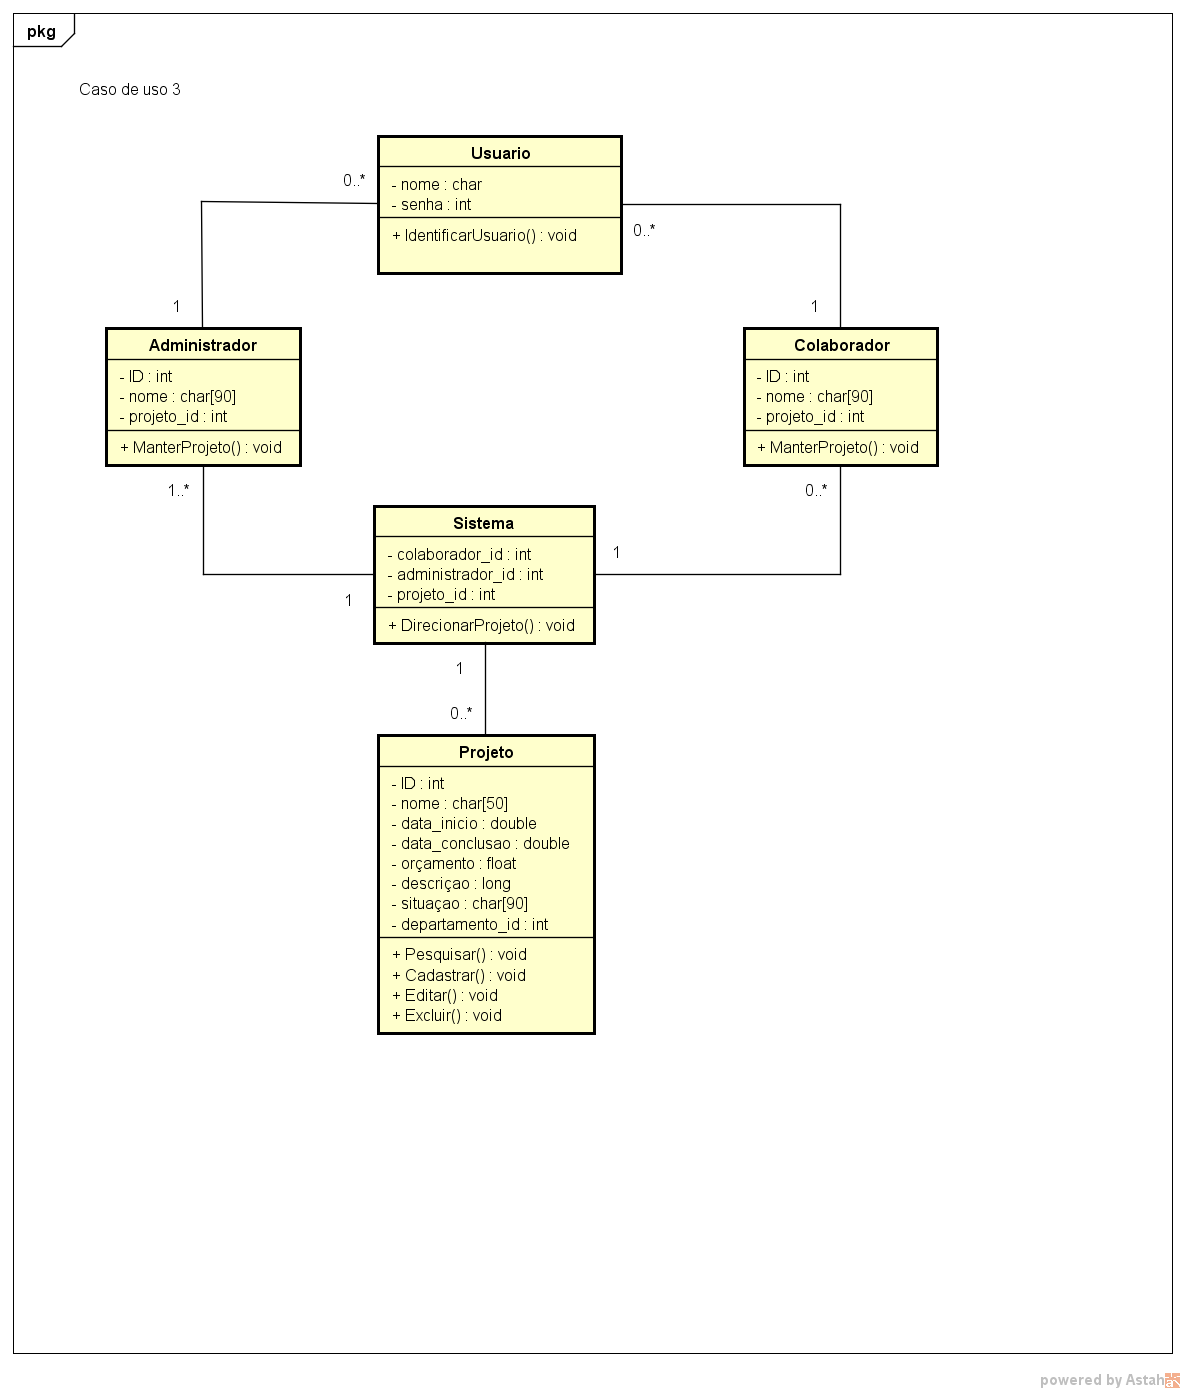 pkg
Caso de uso 3
Usuario
- nome : char
- senha : int
+ IdentificarUsuario() : void
0..*
0..*
1
1
Administrador
- ID : int
- nome : char[90]
- projeto_id : int
+ ManterProjeto() : void
Colaborador
- ID : int
- nome : char[90]
- projeto_id : int
+ ManterProjeto() : void
1..*
0..*
Sistema
- colaborador_id : int
- administrador_id : int
- projeto_id : int
+ DirecionarProjeto() : void
1
1
1
0..*
Projeto
- ID : int
- nome : char[50]
- data_inicio : double
- data_conclusao : double
- orçamento : float
- descriçao : long
- situaçao : char[90]
- departamento_id : int
+ Pesquisar() : void
+ Cadastrar() : void
+ Editar() : void
+ Excluir() : void
powered by Astah